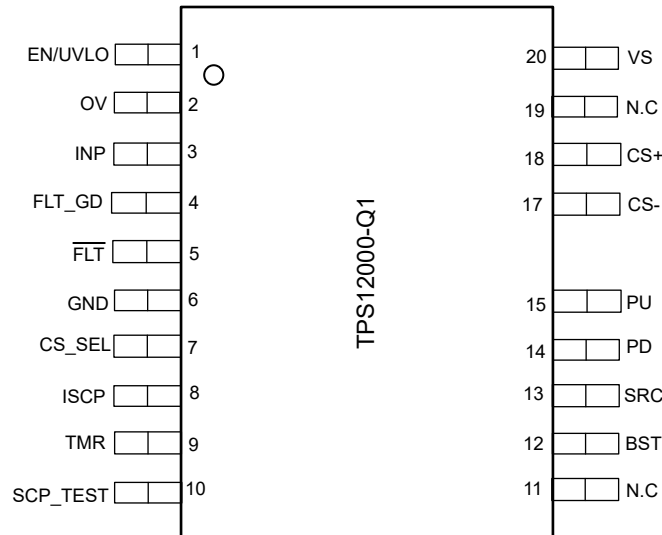 EN/UVLO 1 20 VS
OV 2 19 N.C
INP 3 18 CS+
FLT_GD 4 17 CS-
FLT 5
GND 6 15 PU
CS_SEL 7 14 PD
ISCP 8 13 SRC
TMR 9 12 BST
SCP_TEST 10 11 N.C
TPS12000-Q1